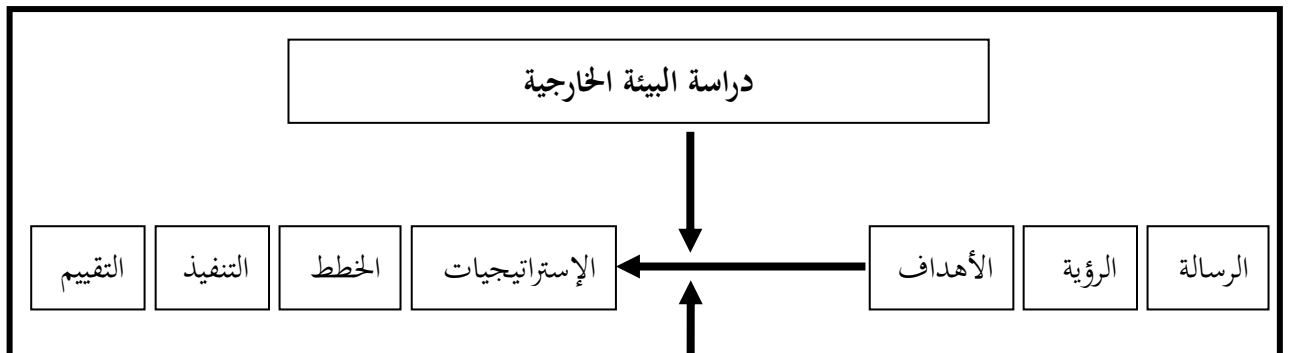 دراسة البيئة الخارجية
الرسالة
الرؤية
الأهداف
الإستراتيجيات
الخطط
التنفيذ
التقييم